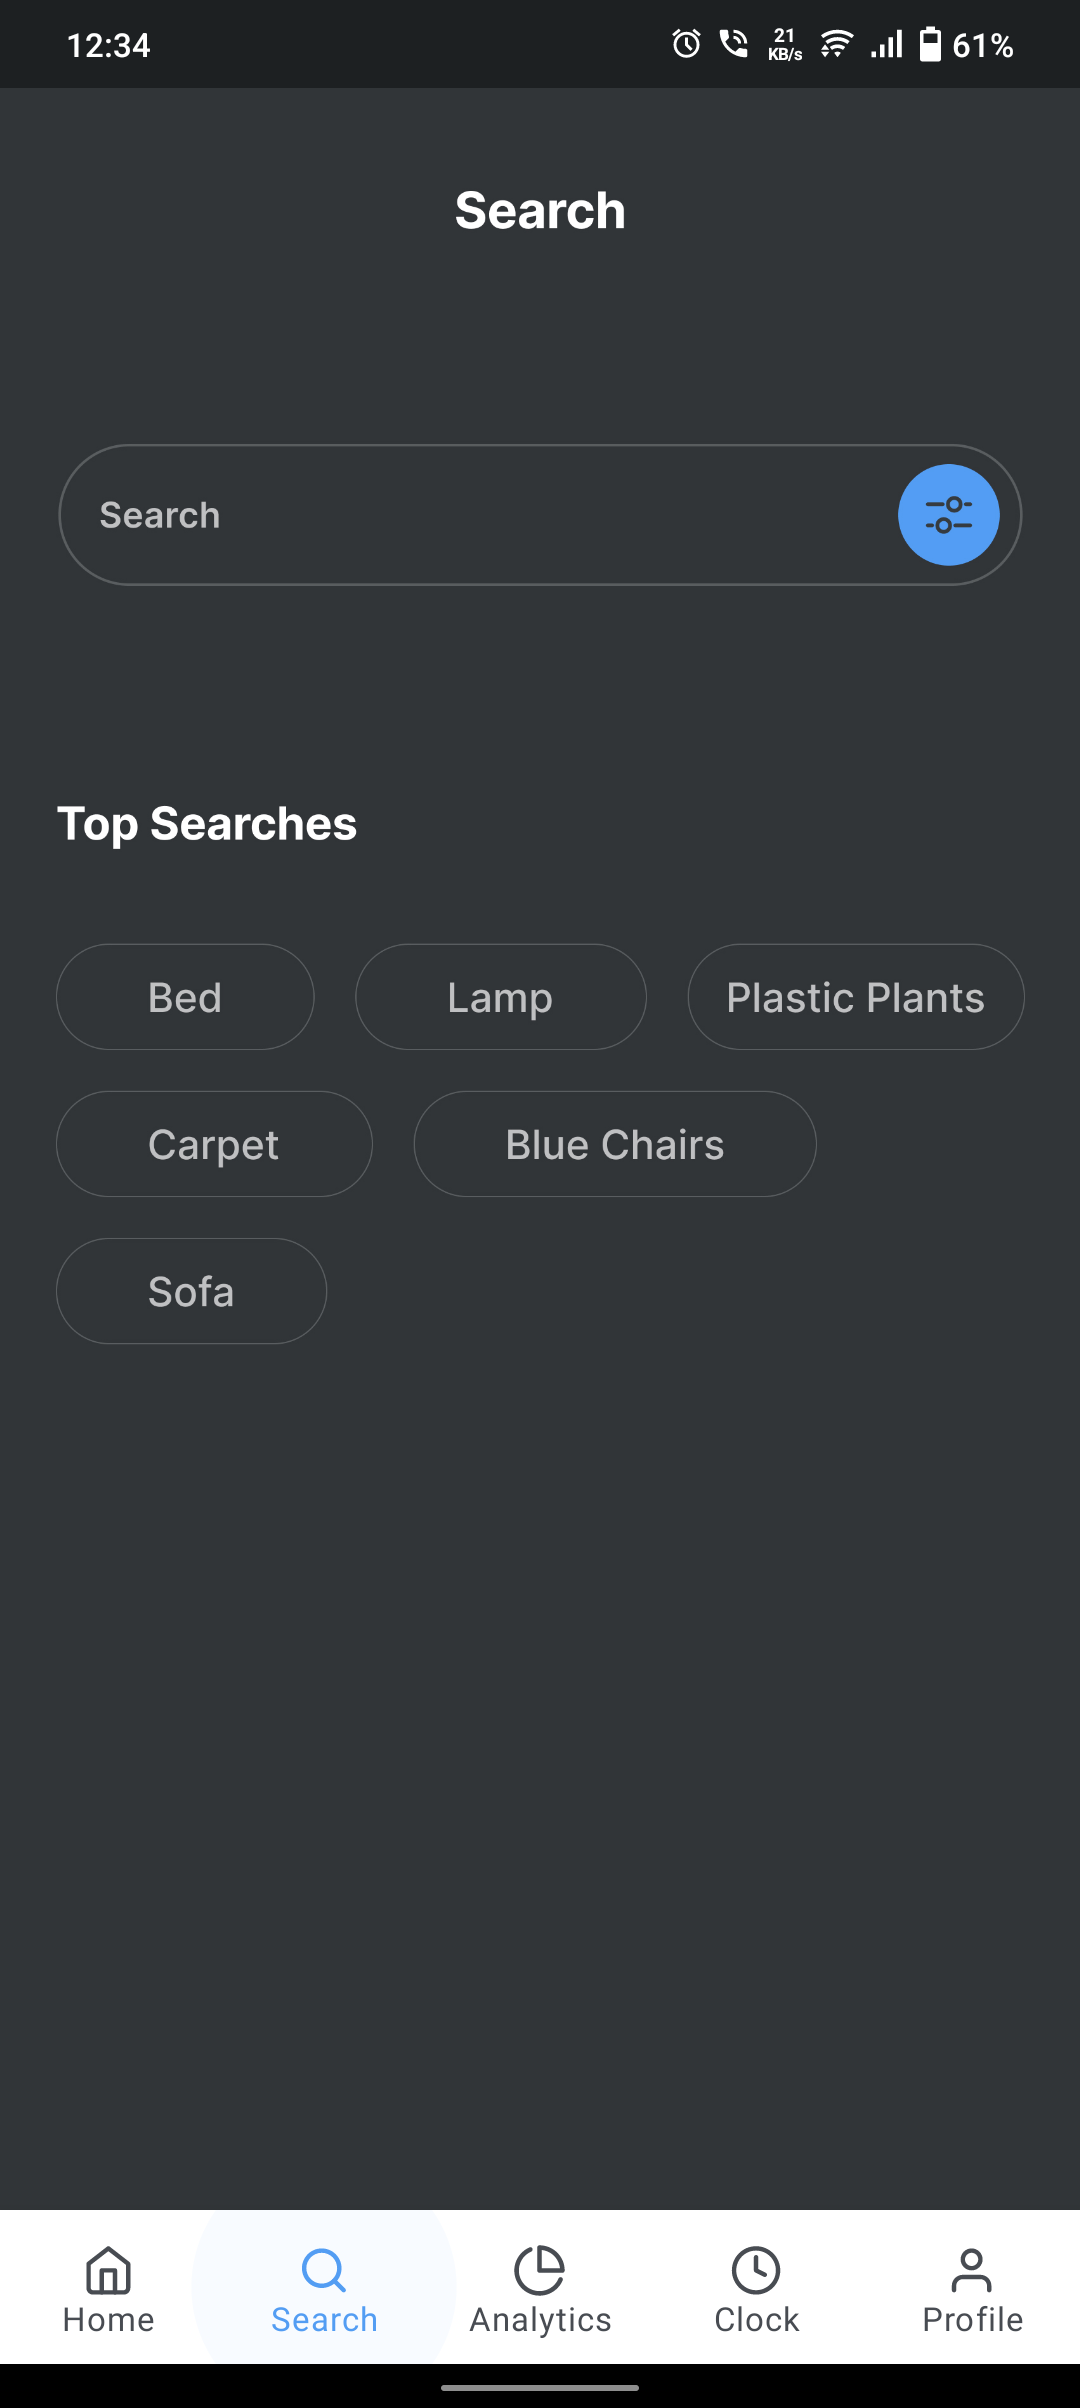 12:34 21 KB/s 61%
Search
Search
Top Searches
Bed Lamp Plastic Plants
Carpet Blue Chairs
Sofa
Home Search Analytics Clock Profile